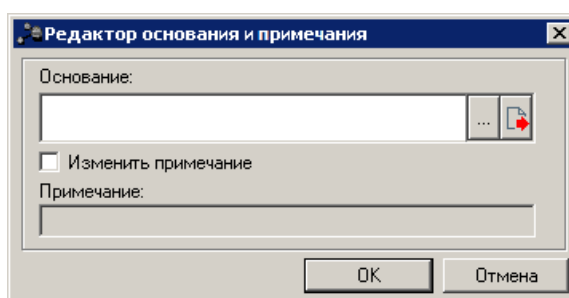 Редактор основания и примечания
Основание:
...
Изменить примечание
Примечание:
OK
Отмена